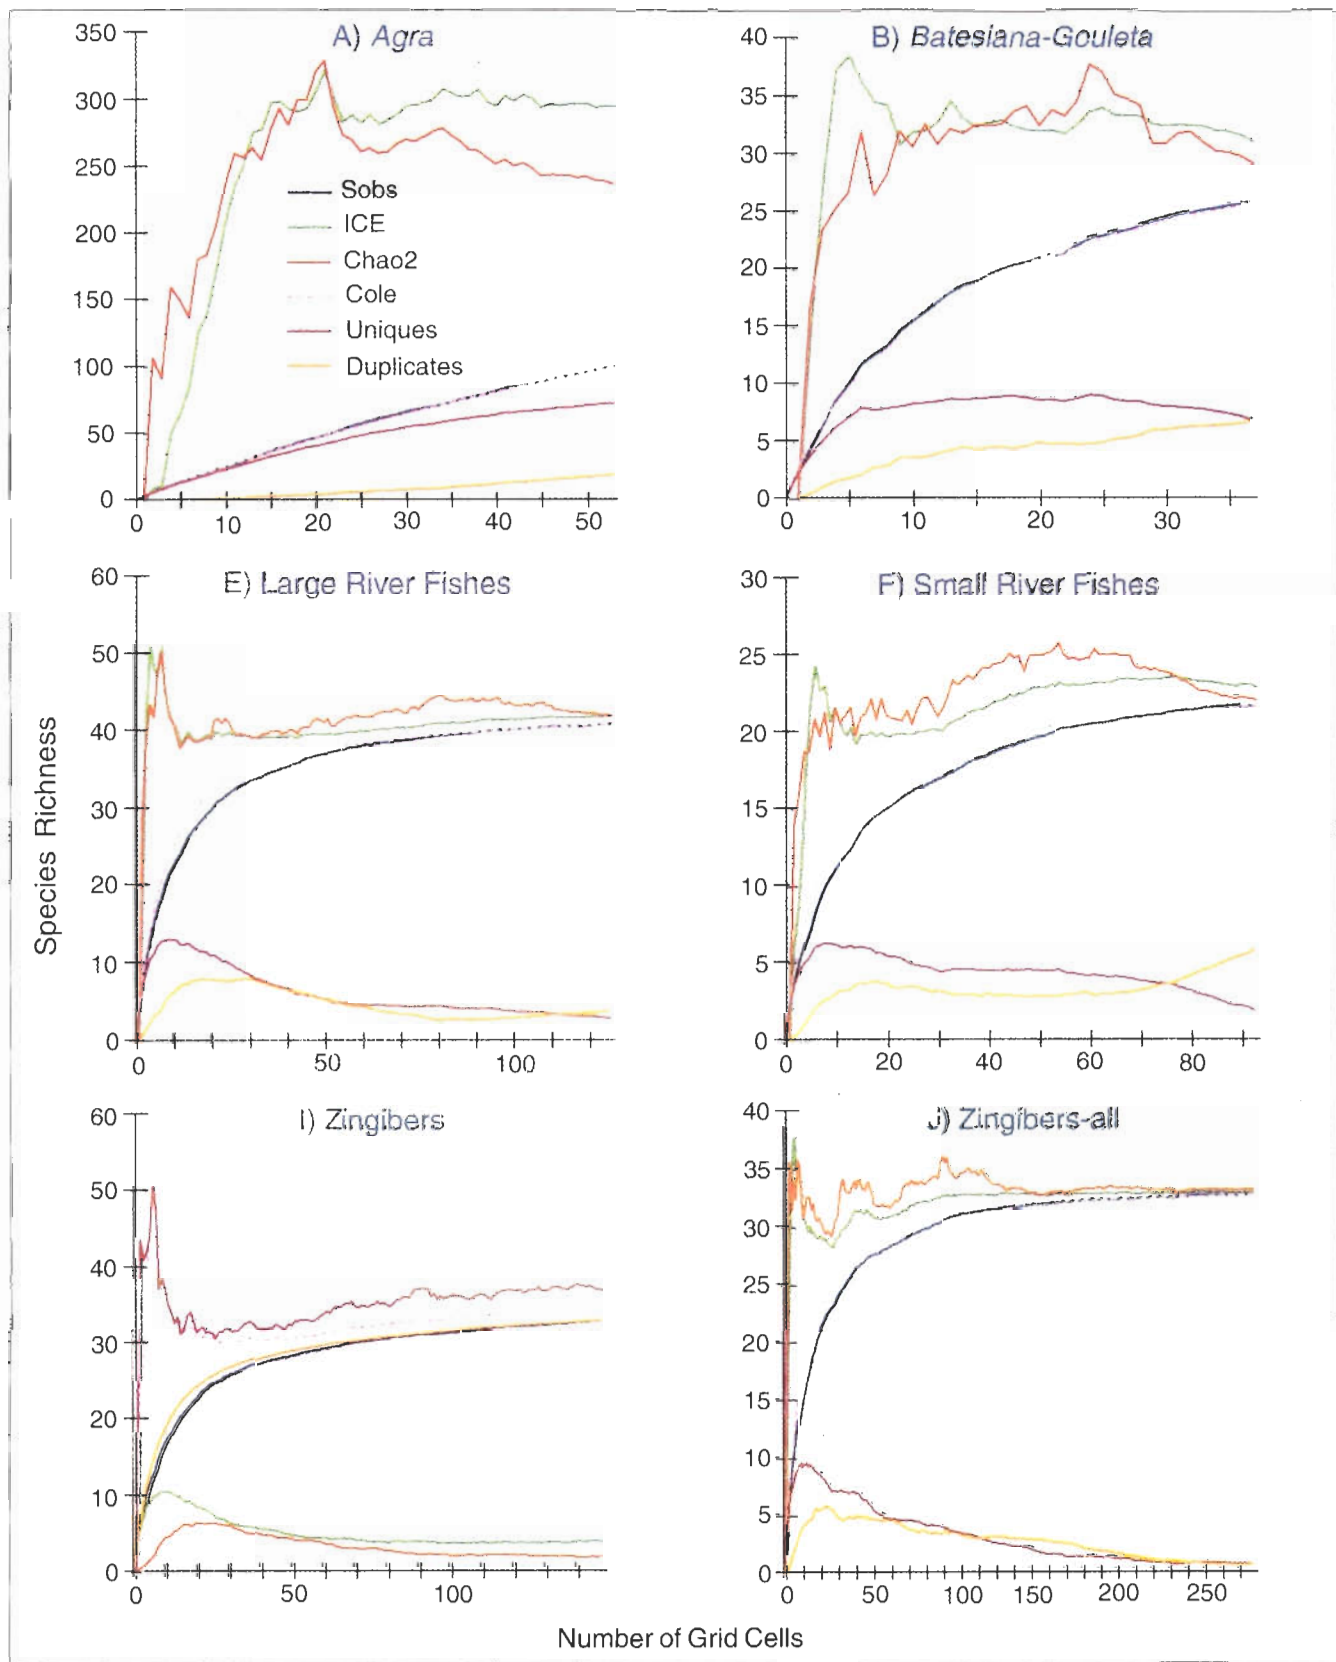 A) Agra
350
300
250
200
150
100
50
0
0 10 20 30 40 50
Sobs
ICE
Chao2
Cole
Uniques
Duplicates
B) Batesiana-Gouleta
40
35
30
25
20
15
10
5
0
0 10 20 30
E) Large River Fishes
60
50
40
30
20
10
0
0 50 100
F) Small River Fishes
30
25
20
15
10
5
0
0 20 40 60 80
I) Zingibers
60
50
40
30
20
10
0
0 50 100
J) Zingibers-all
40
35
30
25
20
15
10
5
0
0 50 100 150 200 250
Species Richness
Number of Grid Cells